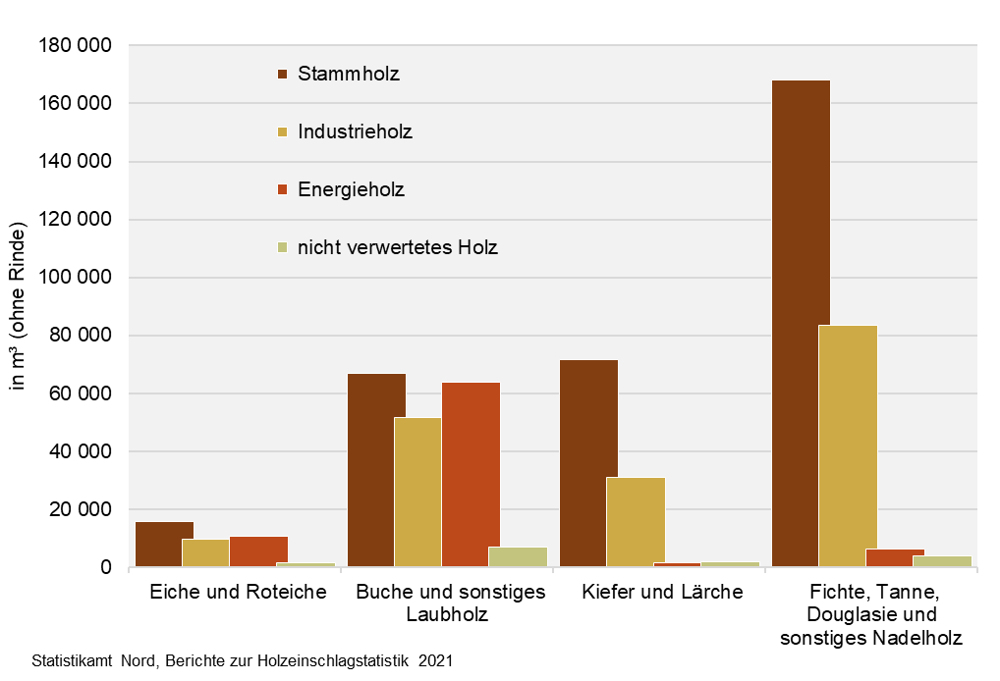 180 000
160 000
140 000
120 000
100 000
80 000
60 000
40 000
20 000
0
in m³ (ohne Rinde)
Stammholz
Industrieholz
Energieholz
nicht verwertetes Holz
Eiche und Roteiche
Buche und sonstiges
Laubholz
Kiefer und Lärche
Fichte, Tanne,
Douglasie und
sonstiges Nadelholz
Statistikamt Nord, Berichte zur Holzeinschlagstatistik 2021